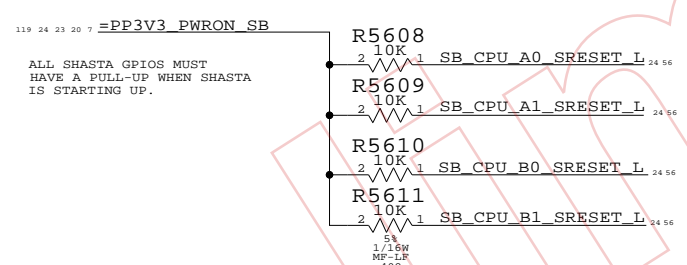 119 24 23 20 7 =PP3V3_PWRON_SB
ALL SHASTA GPIOS MUST
HAVE A PULL-UP WHEN SHASTA
IS STARTING UP.
R5608
10K
2 1 SB_CPU_A0_SRESET_L 24 56
R5609
10K
2 1 SB_CPU_A1_SRESET_L 24 56
R5610
10K
2 1 SB_CPU_B0_SRESET_L 24 56
R5611
10K
2 1 SB_CPU_B1_SRESET_L 24 56
5%
1/16W
MF-LF